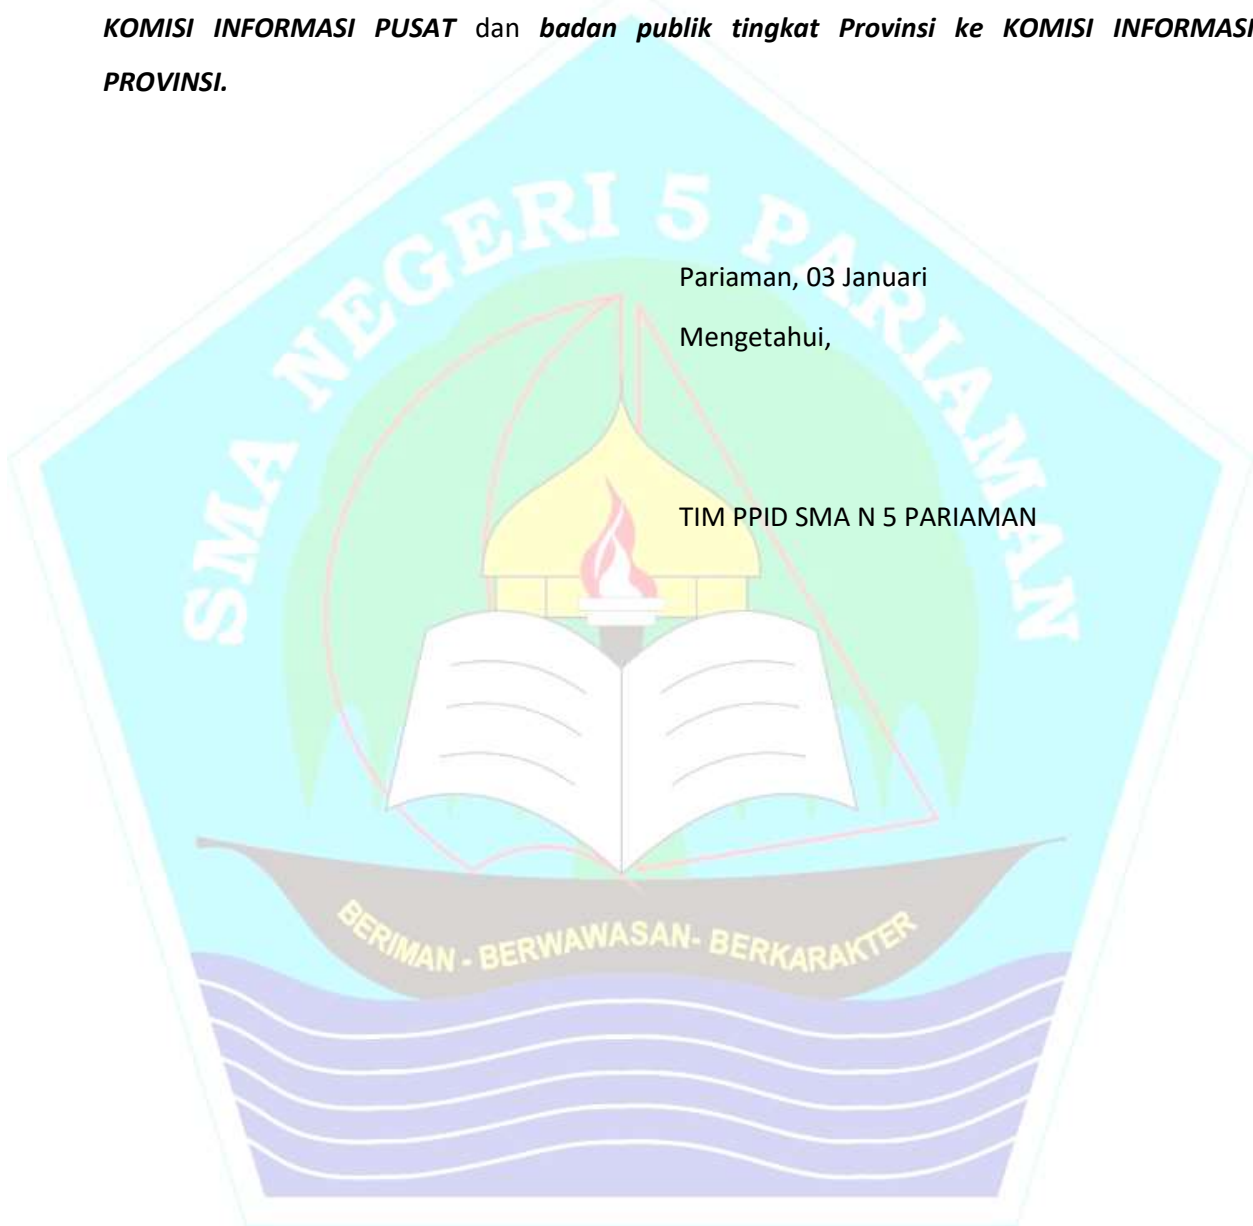 KOMISI INFORMASI PUSAT dan badan publik tingkat Provinsi ke KOMISI INFORMASI
PROVINSI.
SMA NEGERI 5 PARIAMAN
Pariaman, 03 Januari
Mengetahui,
TIM PPID SMA N 5 PARIAMAN
BERIMAN - BERWAWASAN- BERKARAKTER